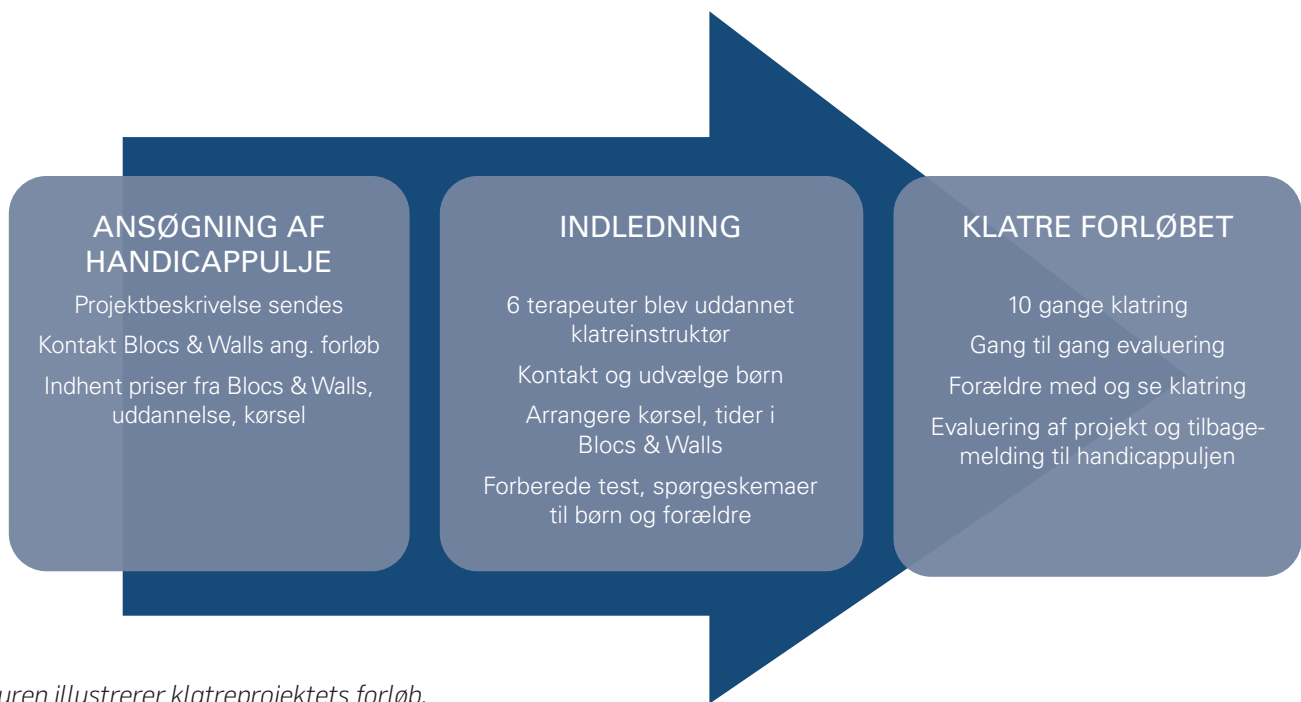 ANSØGNING AF
HANDICAPPULJE
Projektbeskrivelse sendes
Kontakt Blocs & Walls ang. forløb
Indhent priser fra Blocs & Walls,
uddannelse, kørsel
INDLEDNING
6 terapeuter blev uddannet
klatreinstruktør
Kontakt og udvælge børn
Arrangere kørsel, tider i
Blocs & Walls
Forberede test, spørgeskemaer
til børn og forældre
KLATRE FORLØBET
10 gange klatring
Gang til gang evaluering
Forældre med og se klatring
Evaluering af projekt og tilbage-
melding til handicappuljen
illustrerer klatreprojektets forløb.